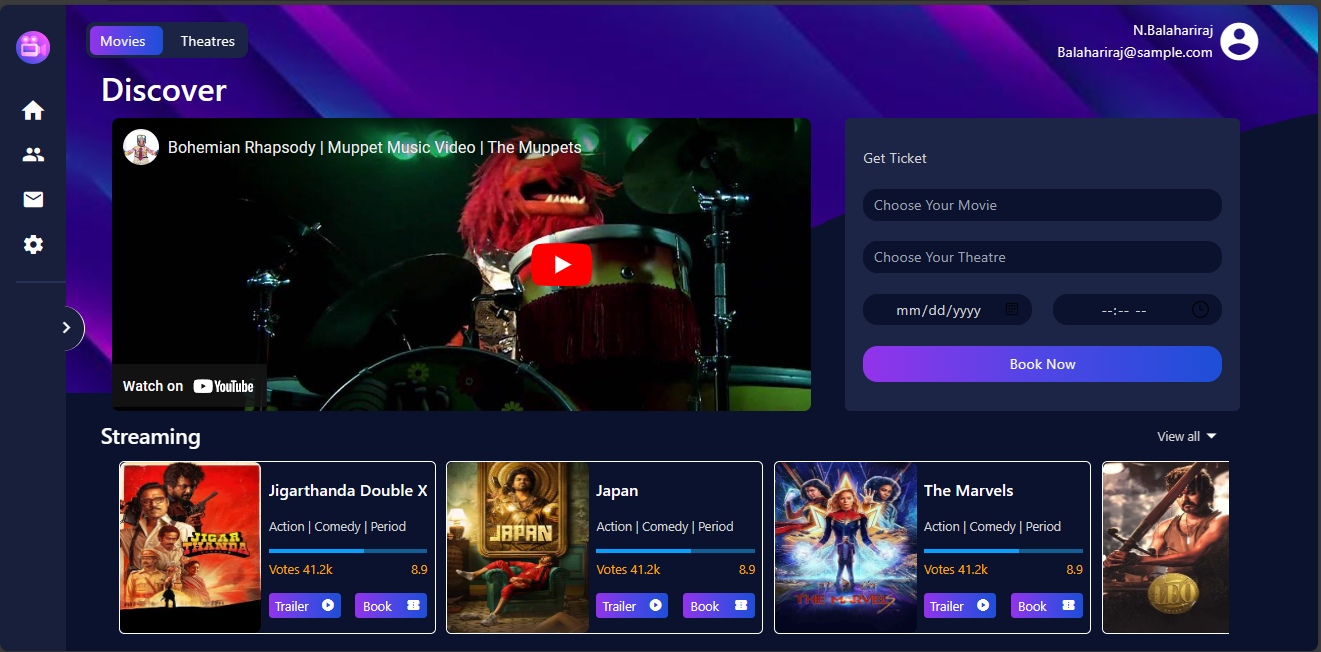 Movies
Theatres
N.Balahariraj
Balahariraj@sample.com
Discover
Bohemian Rhapsody | Muppet Music Video | The Muppets
Watch on YouTube
Get Ticket
Choose Your Movie
Choose Your Theatre
mm/dd/yyyy
--:-- --
Book Now
Streaming
View all
JIGAR
THANDA
Jigarthanda Double X
Action | Comedy | Period
Votes 41.2k
8.9
Trailer
Book
JAPAN
Japan
Action | Comedy | Period
Votes 41.2k
8.9
Trailer
Book
THE MARVELS
The Marvels
Action | Comedy | Period
Votes 41.2k
8.9
Trailer
Book
LEO